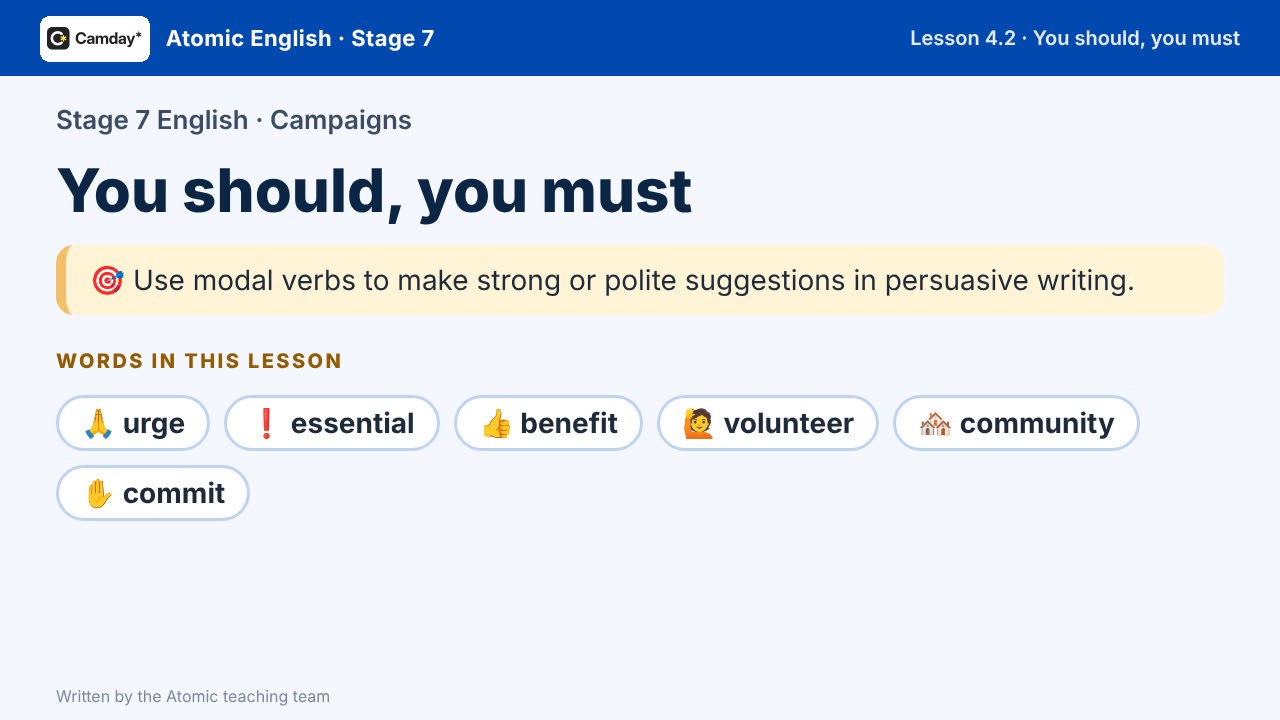 Camday*
Atomic English · Stage 7
Lesson 4.2 · You should, you must
Stage 7 English · Campaigns
You should, you must
🎯 Use modal verbs to make strong or polite suggestions in persuasive writing.
WORDS IN THIS LESSON
🙏 urge ❗ essential 👍 benefit 🙋 volunteer 🏘️ community
✋ commit
Written by the Atomic teaching team